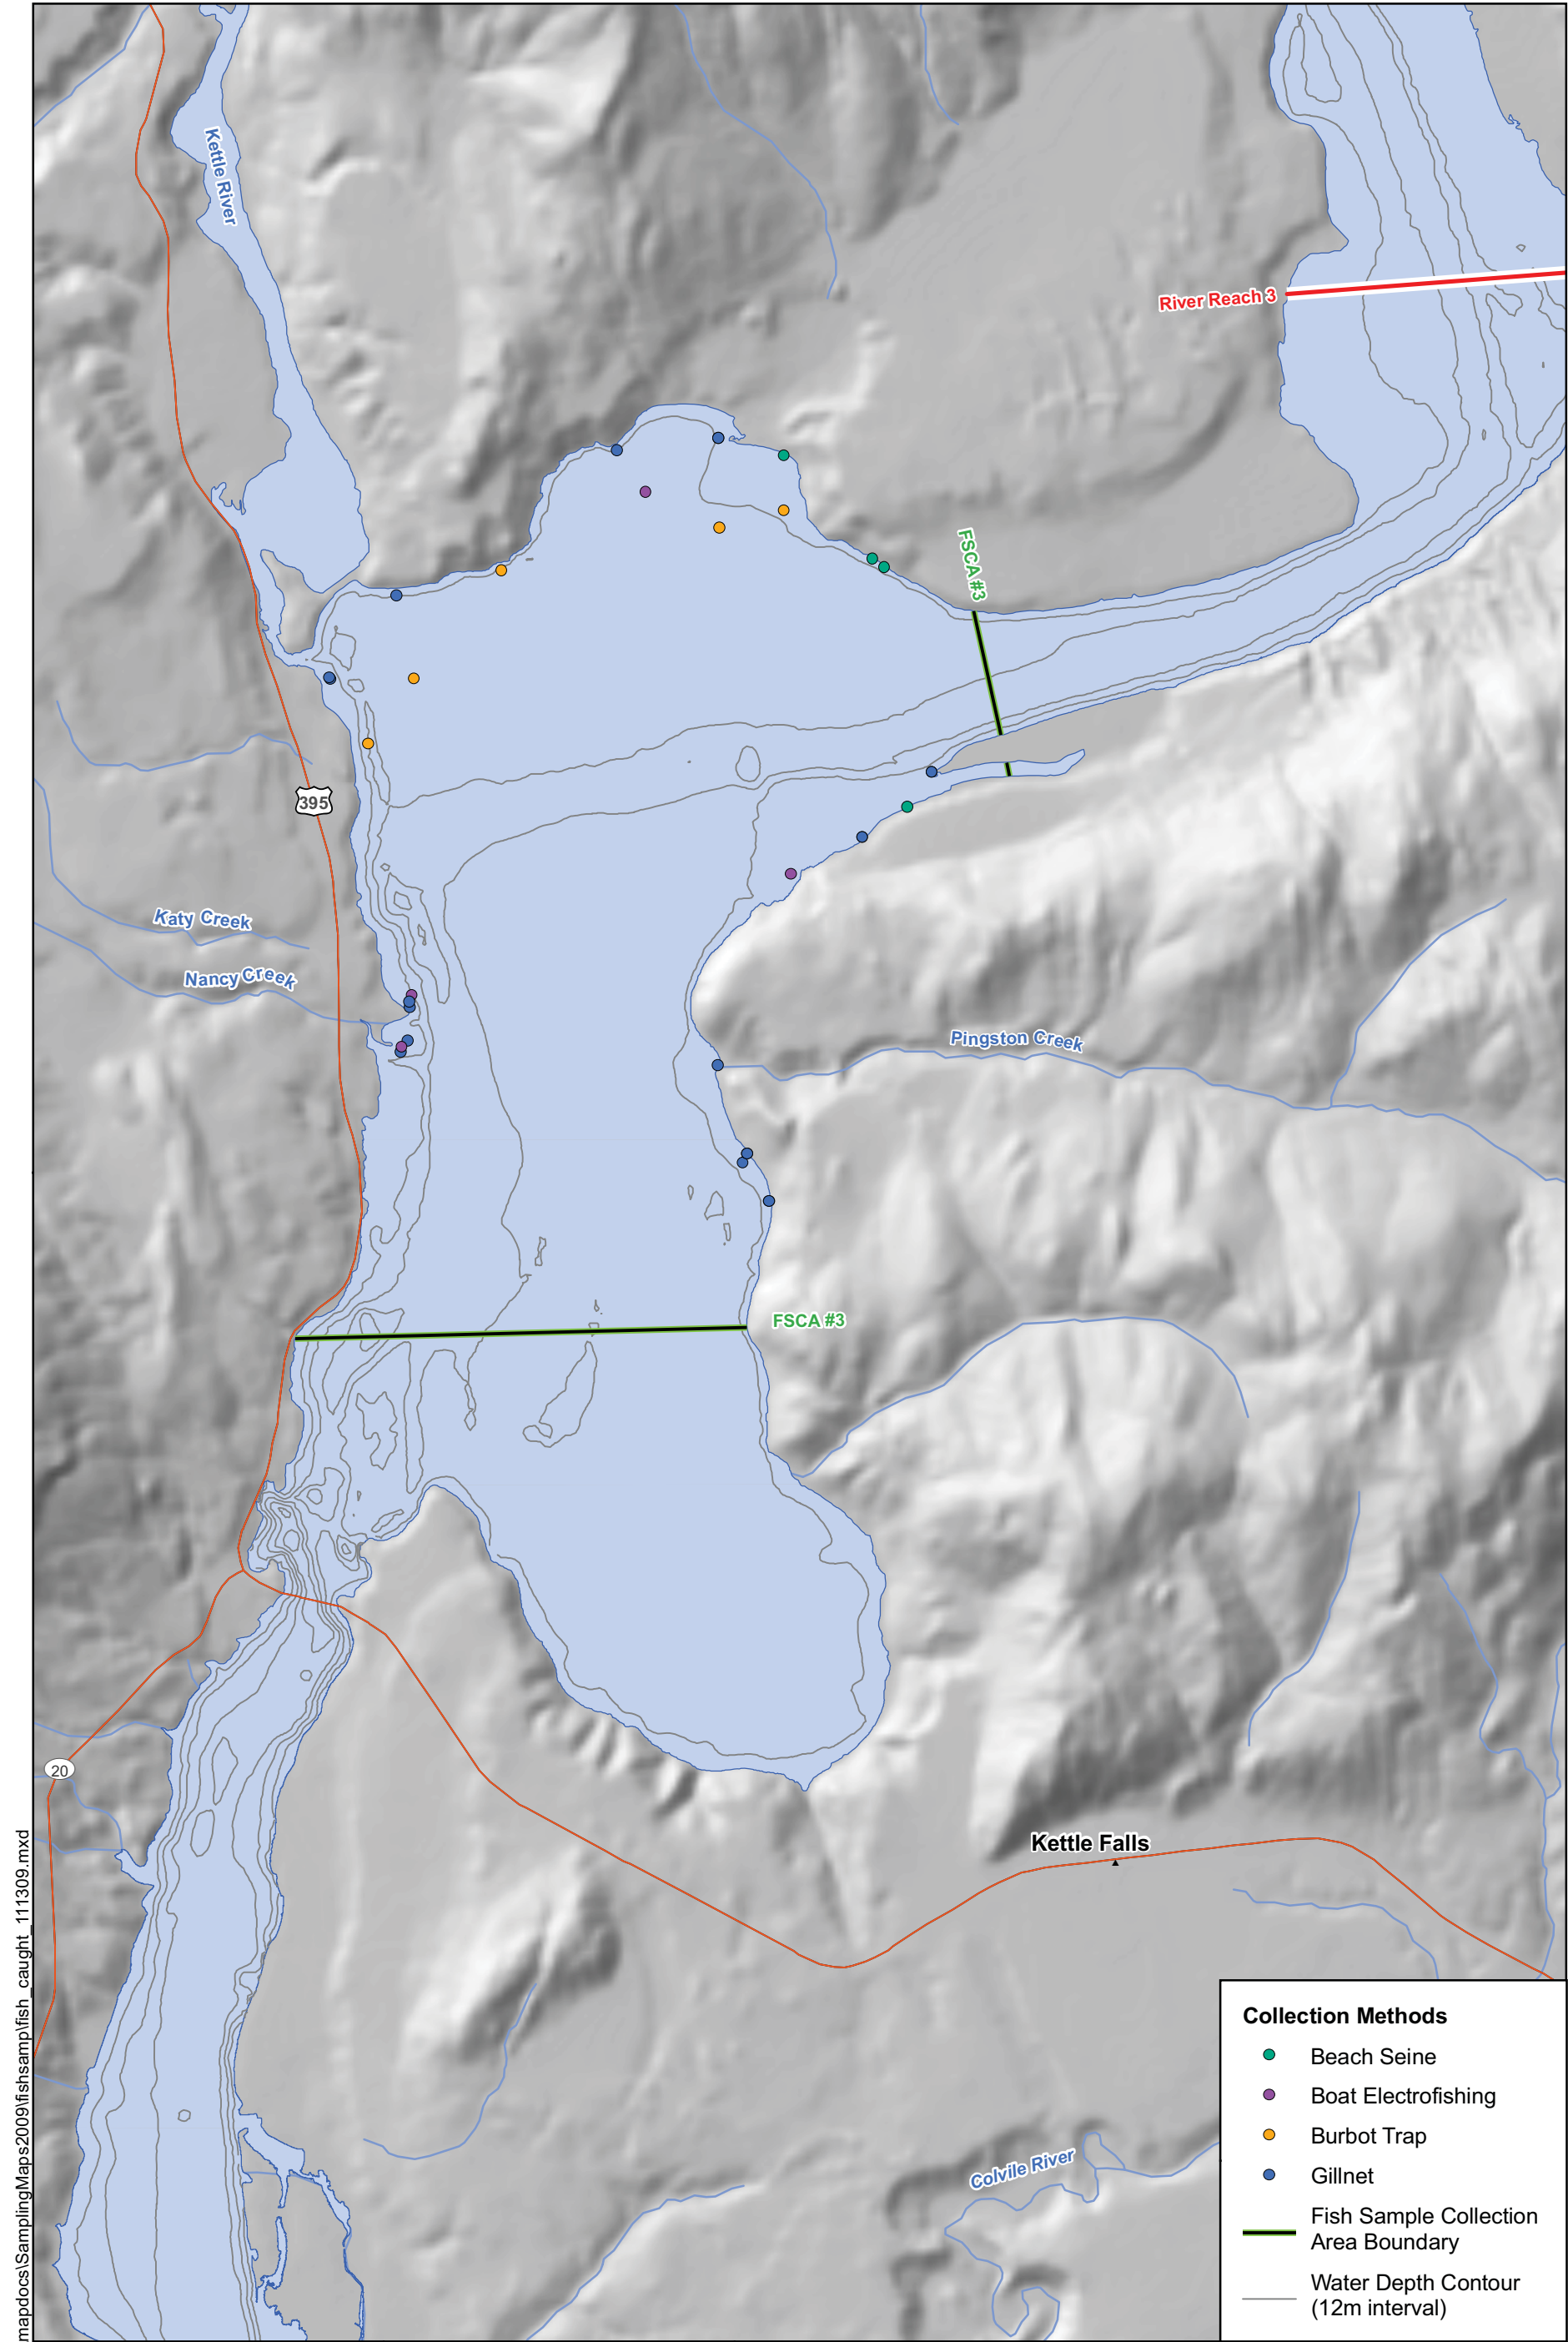 Kettle River
River Reach 3
FSCA #3
395
Katy Creek
Nancy Creek
Pingston Creek
FSCA #3
20
Kettle Falls
Colvile River
mapdocs\SamplingMaps2009\fishsamp\fish_caught_111309.mxd
Collection Methods
Beach Seine
Boat Electrofishing
Burbot Trap
Gillnet
Fish Sample Collection
Area Boundary
Water Depth Contour
(12m interval)